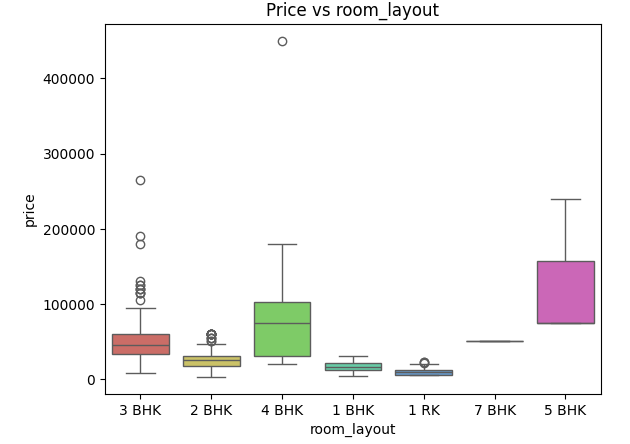 Price vs room_layout
price
400000
300000
200000
100000
0
3 BHK 2 BHK 4 BHK 1 BHK 1 RK 7 BHK 5 BHK
room_layout